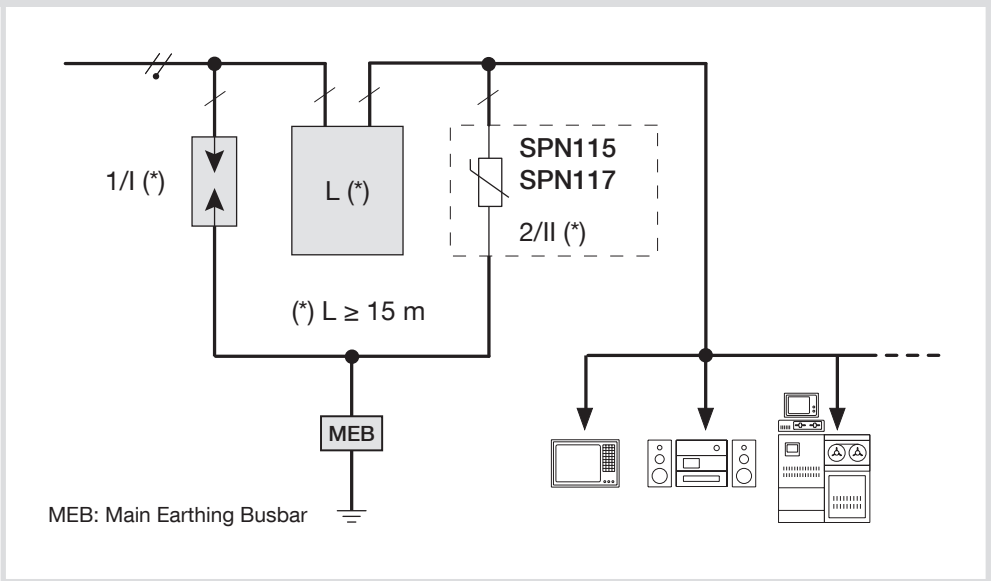 1/I (*)
L (*)
SPN115
SPN117
2/II (*)
(*) L ≥ 15 m
MEB
MEB: Main Earthing Busbar